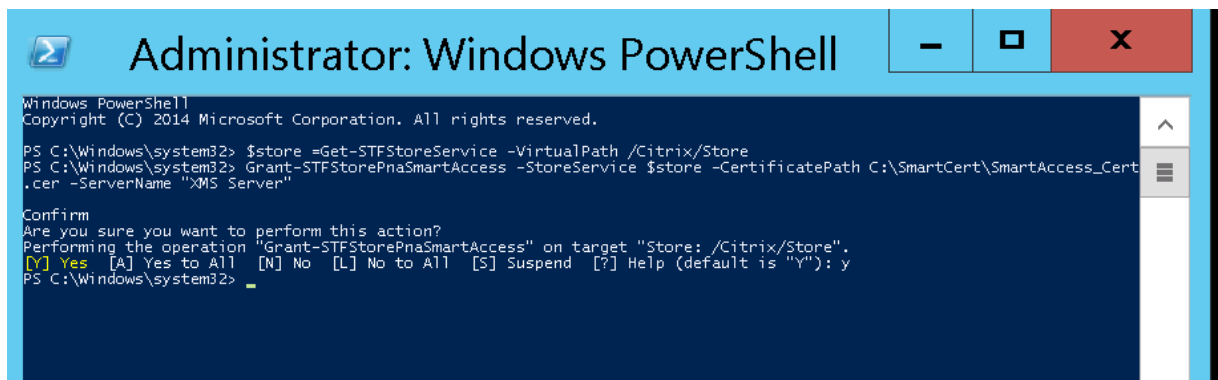 Administrator: Windows PowerShell
Windows PowerShell
Copyright (C) 2014 Microsoft Corporation. All rights reserved.
PS C:\Windows\system32> $store =Get-STFStoreService -VirtualPath /Citrix/Store
PS C:\Windows\system32> Grant-STFStorePnaSmartAccess -StoreService $store -CertificatePath C:\SmartCert\SmartAccess_Cert
.cer -ServerName "XMS Server"
Confirm
Are you sure you want to perform this action?
Performing the operation "Grant-STFStorePnaSmartAccess" on target "Store: /Citrix/Store".
[Y] Yes  [A] Yes to All  [N] No  [L] No to All  [S] Suspend  [?] Help (default is "Y"): y
PS C:\Windows\system32>